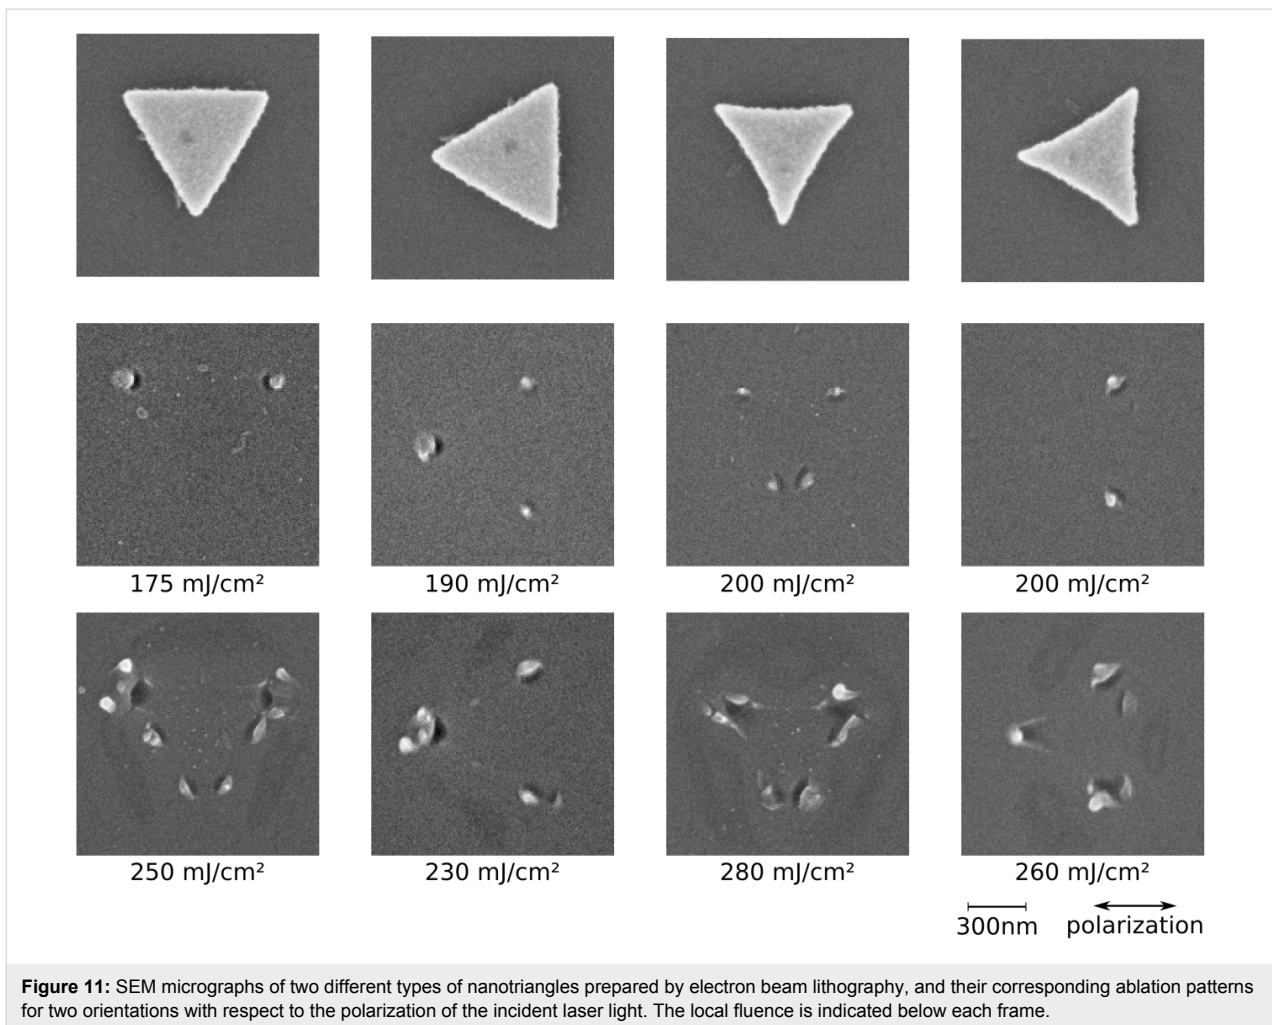 175 mJ/cm²
190 mJ/cm²
200 mJ/cm²
200 mJ/cm²
250 mJ/cm²
230 mJ/cm²
280 mJ/cm²
260 mJ/cm²
300nm
polarization
Figure 11: SEM micrographs of two different types of nanotriangles prepared by electron beam lithography, and their corresponding ablation patterns
for two orientations with respect to the polarization of the incident laser light. The local fluence is indicated below each frame.